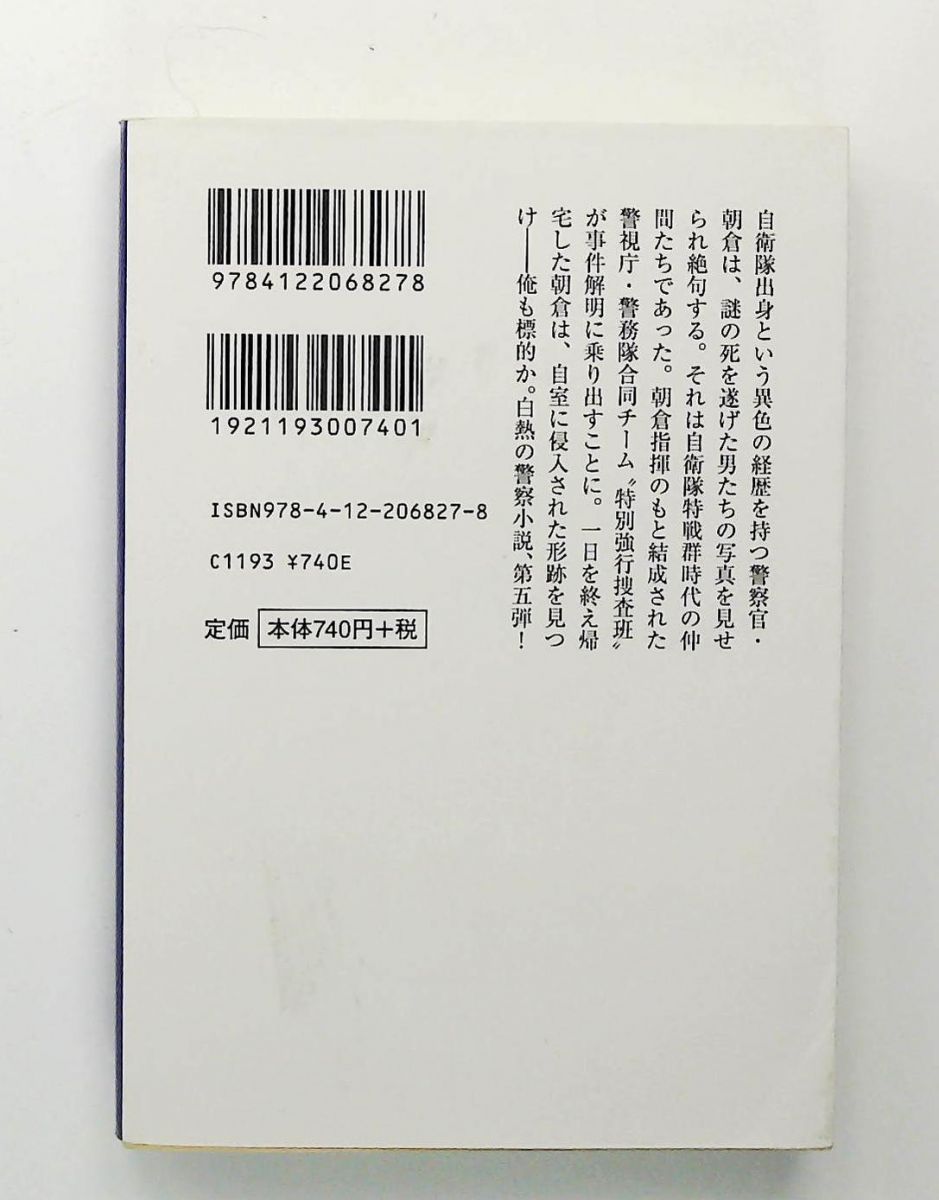 自衛隊出身という異色の経歴を持つ警察官・
朝倉は、謎の死を遂げた男たちの写真を見せ
られ絶句する。それは自衛隊特戦群時代の仲
間たちであった。朝倉指揮のもと結成された
警視庁・警務隊合同チーム〝特別強行捜査班〟
が事件解明に乗り出すことに。一日を終え帰
宅した朝倉は、自室に侵入された形跡を見つ
け――俺も標的か。白熱の警察小説、第五弾！
9784122068278
1921193007401
ISBN978-4-12-206827-8
C1193 ¥740E
定価 本体740円+税